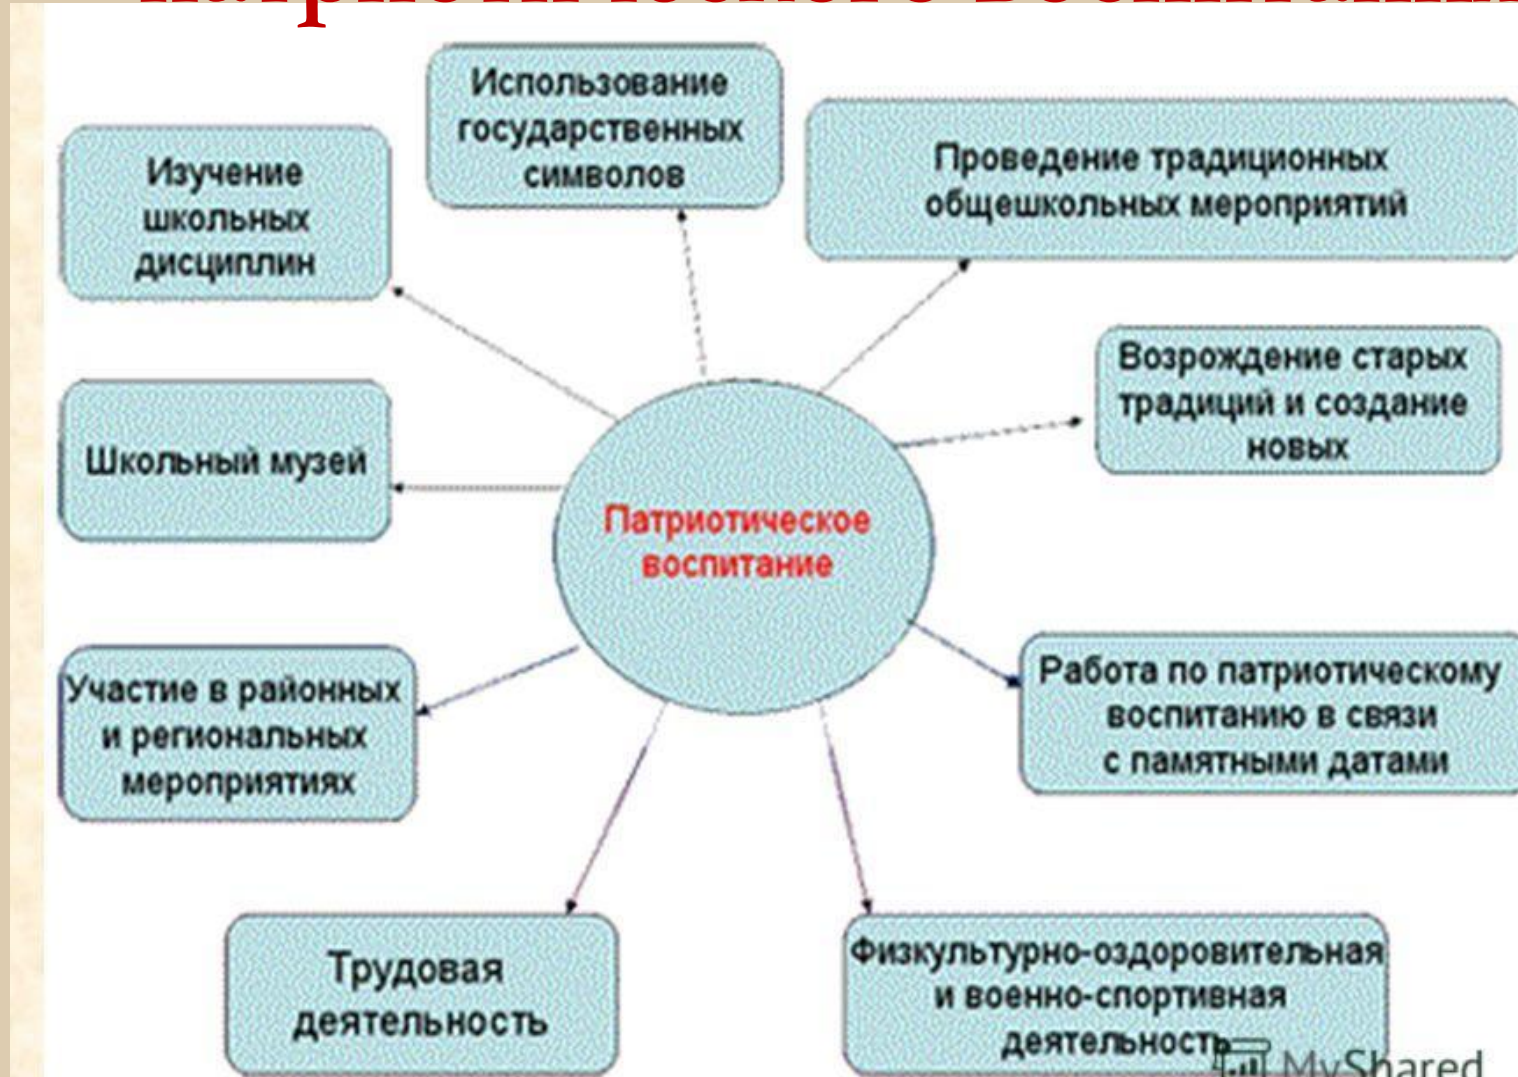 патриотического воспитания
Использование
государственных
символов
Изучение
школьных
дисциплин
Проведение традиционных
общешкольных мероприятий
Возрождение старых
традиций и создание
новых
Школьный музей
Патриотическое
воспитание
Участие в районных
и региональных
мероприятиях
Работа по патриотическому
воспитанию в связи
с памятными датами
Трудовая
деятельность
Физкультурно-оздоровительная
и военно-спортивная
деятельность
MyShared